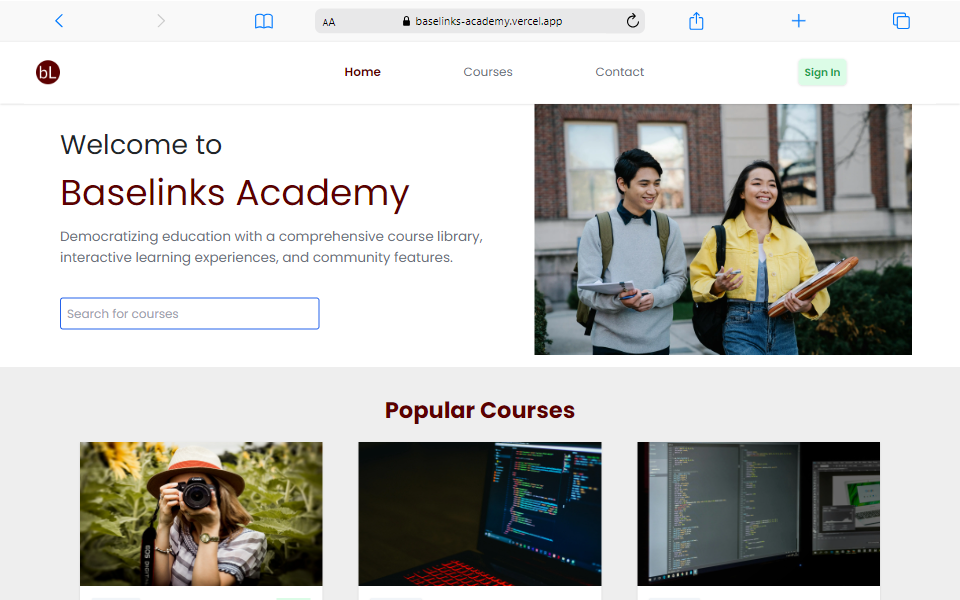 AA baselinks-academy.vercel.app
bL Home Courses Contact Sign In
Welcome to
Baselinks Academy
Democratizing education with a comprehensive course library,
interactive learning experiences, and community features.
Search for courses
Popular Courses